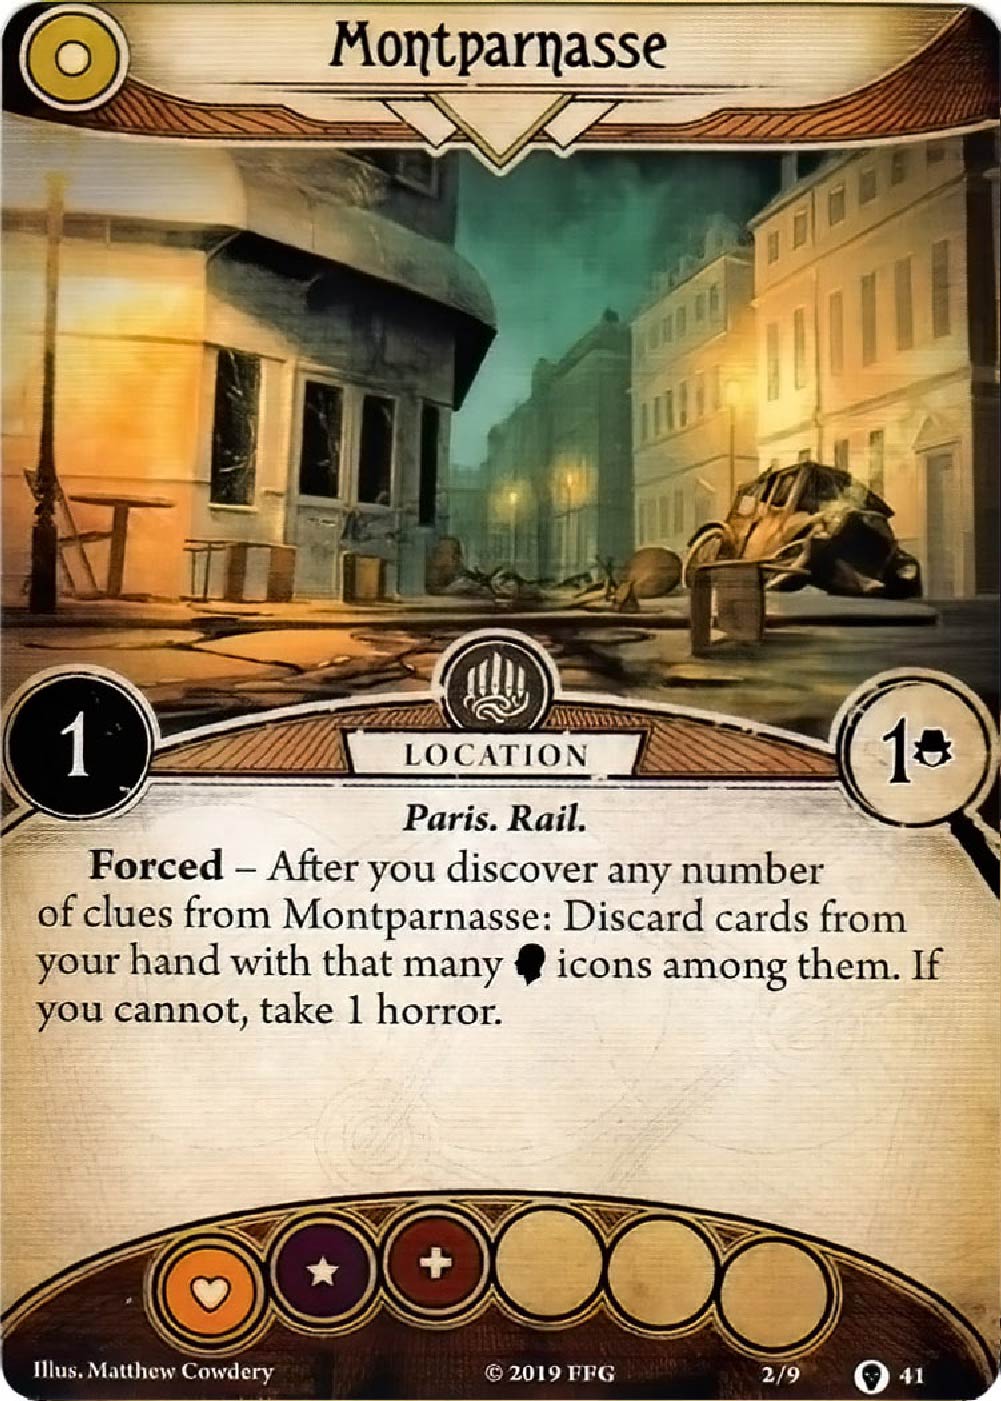 Montparnasse
1
LOCATION
1
Paris. Rail.
Forced – After you discover any number
of clues from Montparnasse: Discard cards from
your hand with that many icons among them. If
you cannot, take 1 horror.
Illus. Matthew Cowdery
© 2019 FFG
2/9
41